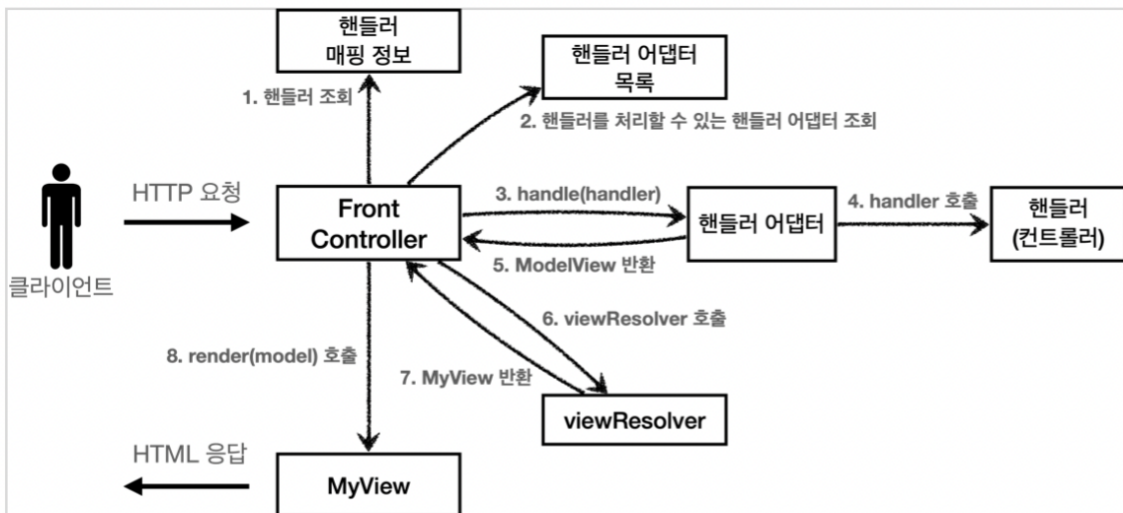 핸들러
매핑 정보
핸들러 어댑터
목록
1. 핸들러 조회
2. 핸들러를 처리할 수 있는 핸들러 어댑터 조회
HTTP 요청
Front
Controller
3. handle(handler)
핸들러 어댑터
4. handler 호출
핸들러
(컨트롤러)
5. ModelView 반환
클라이언트
6. viewResolver 호출
8. render(model) 호출
7. MyView 반환
viewResolver
HTML 응답
MyView